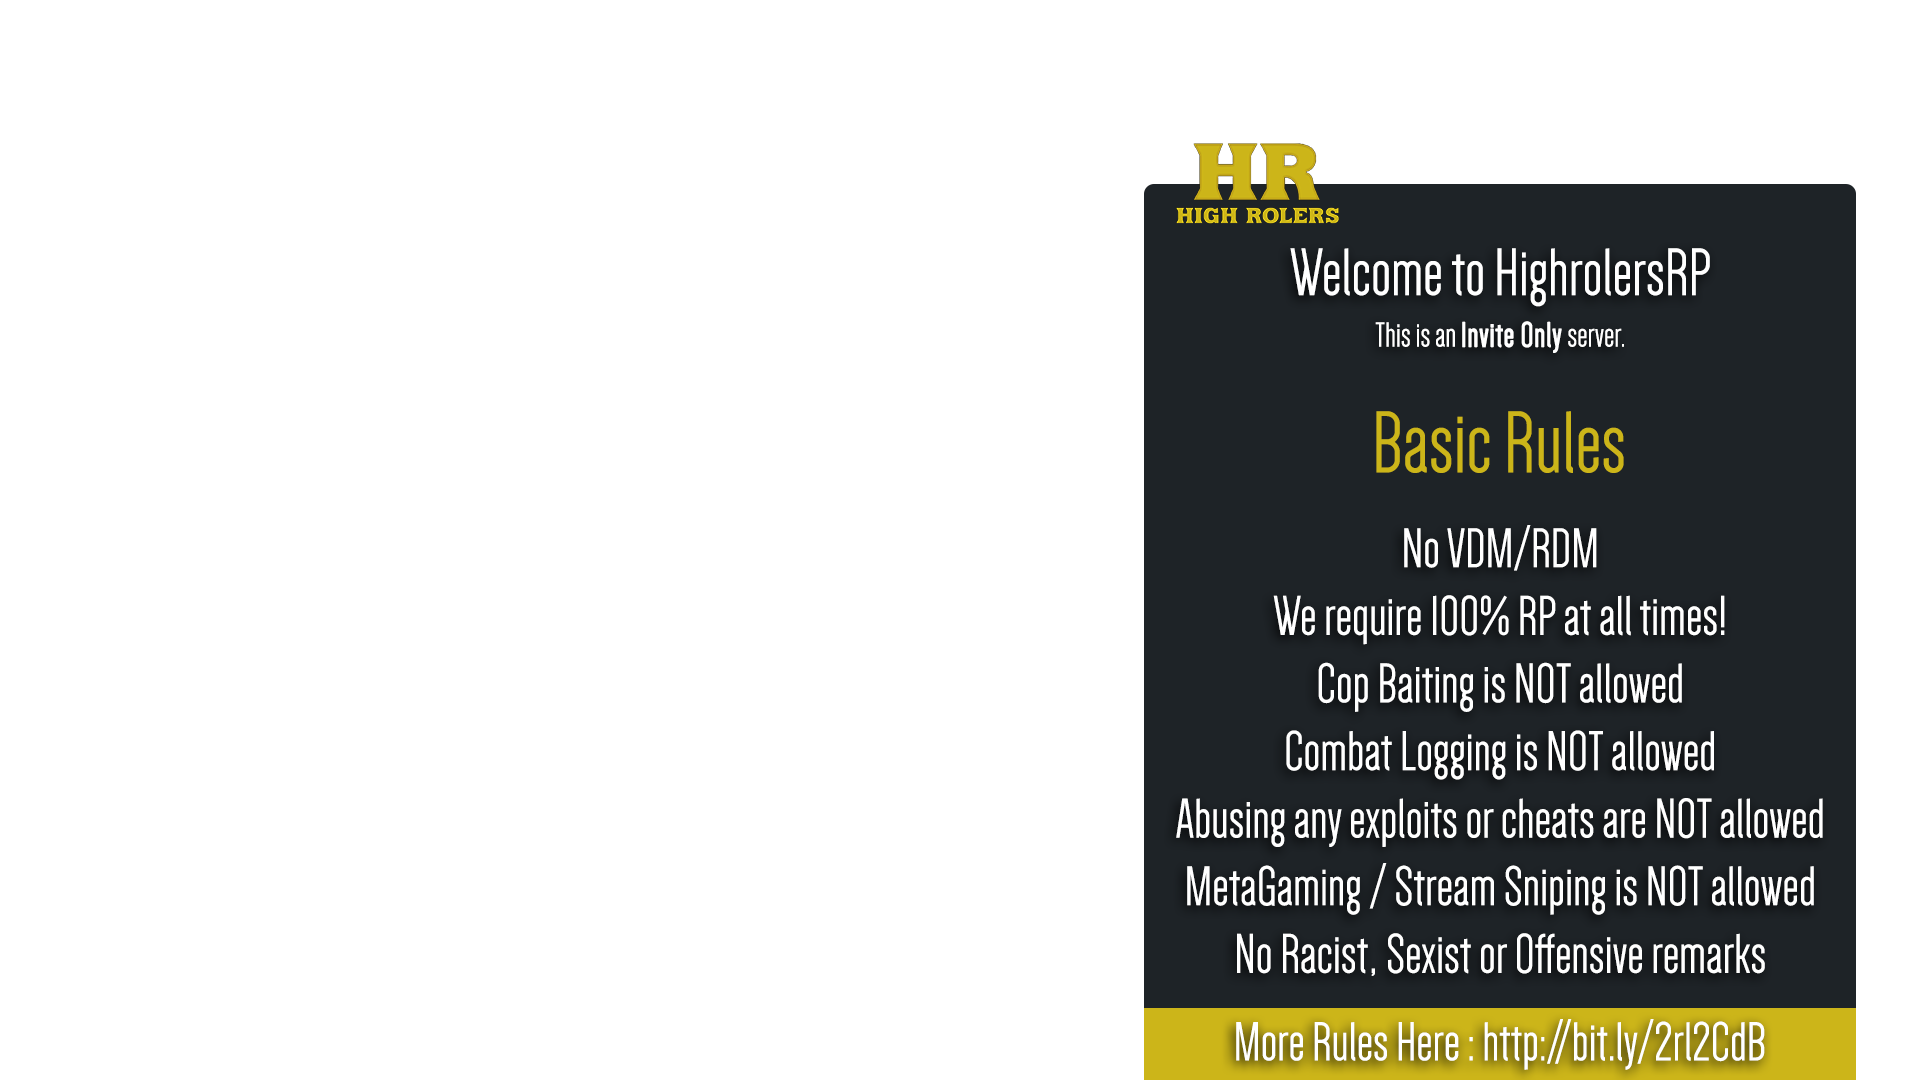 HR
HIGH ROLERS
Welcome to HighrolersRP
This is an Invite Only server.
Basic Rules
No VDM/RDM
We require 100% RP at all times!
Cop Baiting is NOT allowed
Combat Logging is NOT allowed
Abusing any exploits or cheats are NOT allowed
MetaGaming / Stream Sniping is NOT allowed
No Racist, Sexist or Offensive remarks
More Rules Here : http://bit.ly/2rl2CdB